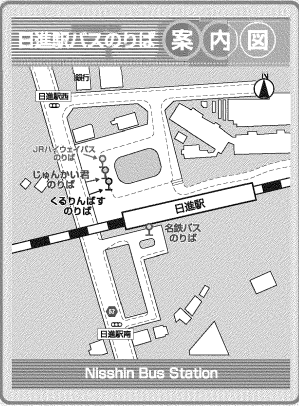 日進駅バスのりば 案内図
N
銀行
日進駅西
JRハイウェイバス
のりば
じゅんかい君
のりば
くるりんばす
のりば
日進駅
名鉄バス
のりば
57
日進駅南
Nisshin Bus Station